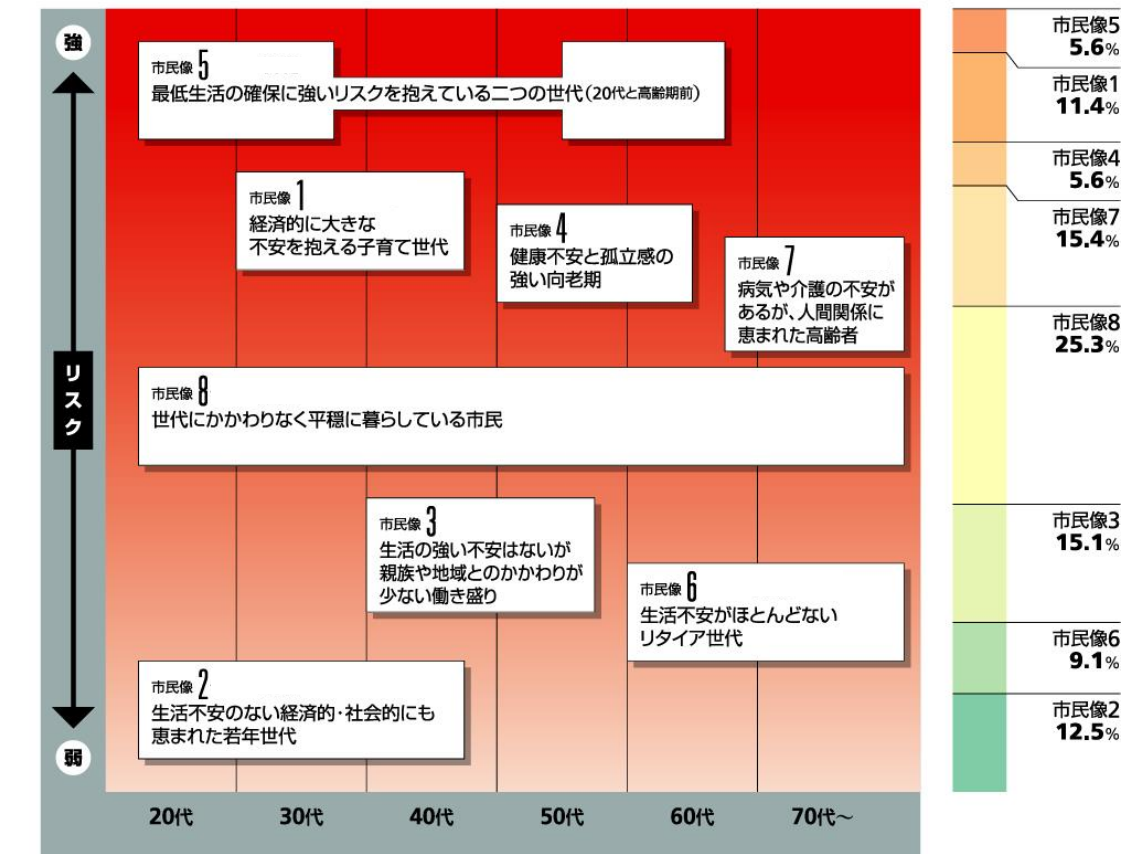 強
リスク
弱
市民像5
最低生活の確保に強いリスクを抱えている二つの世代(20代と高齢期前)
市民像1
経済的に大きな
不安を抱える子育て世代
市民像4
健康不安と孤立感の
強い向老期
市民像7
病気や介護の不安が
あるが、人間関係に
恵まれた高齢者
市民像8
世代にかかわりなく平穏に暮らしている市民
市民像3
生活の強い不安はないが
親族や地域とのかかわりが
少ない働き盛り
市民像6
生活不安がほとんどない
リタイア世代
市民像2
生活不安のない経済的・社会的にも
恵まれた若年世代
20代 30代 40代 50代 60代 70代～
市民像5
5.6%
市民像1
11.4%
市民像4
5.6%
市民像7
15.4%
市民像8
25.3%
市民像3
15.1%
市民像6
9.1%
市民像2
12.5%